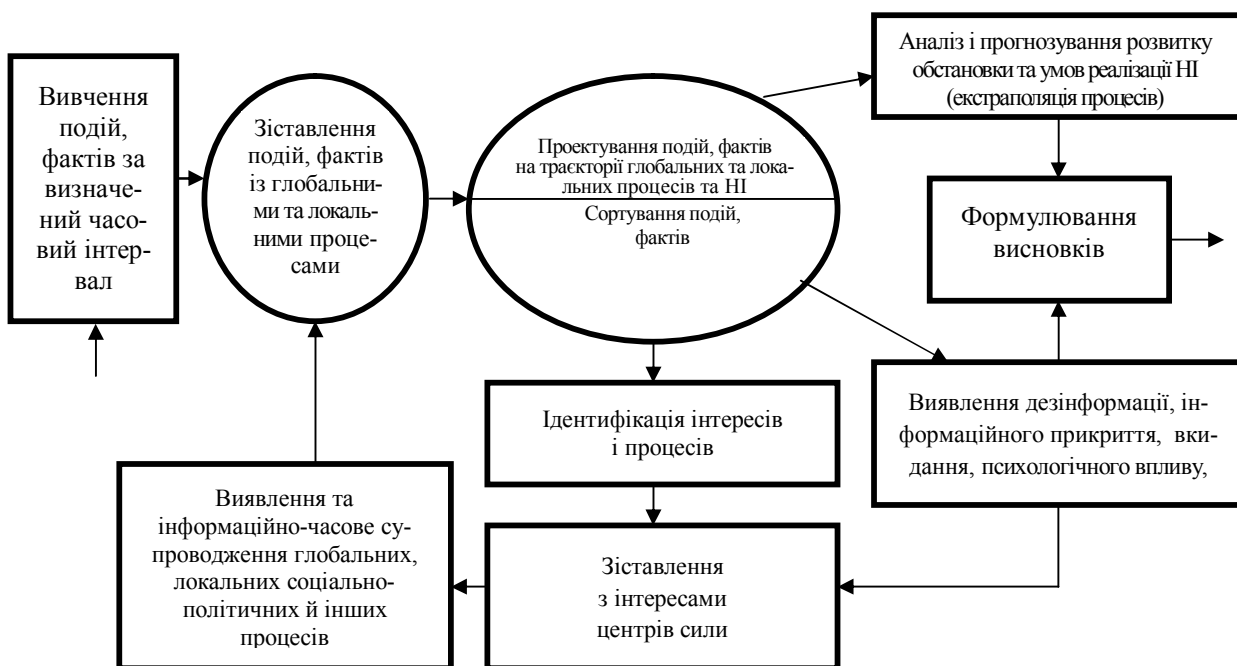 Вивчення
подій,
фактів за
визначе-
ний часо-
вий інтер-
вал
Зіставлення
подій, фактів
із глобальни-
ми та локаль-
ними проце-
сами
Проектування подій, фактів
на траєкторії глобальних та лока-
льних процесів та НІ
Сортування подій,
фактів
Аналіз і прогнозування розвитку
обстановки та умов реалізації НІ
(екстраполяція процесів)
Формулювання
висновків
Ідентифікація інтересів
і процесів
Виявлення дезінформації, ін-
формаційного прикриття, вки-
дання, психологічного впливу,
Виявлення та
інформаційно-часове су-
проводження глобальних,
локальних соціально-
політичних й інших
процесів
Зіставлення
з інтересами
центрів сили